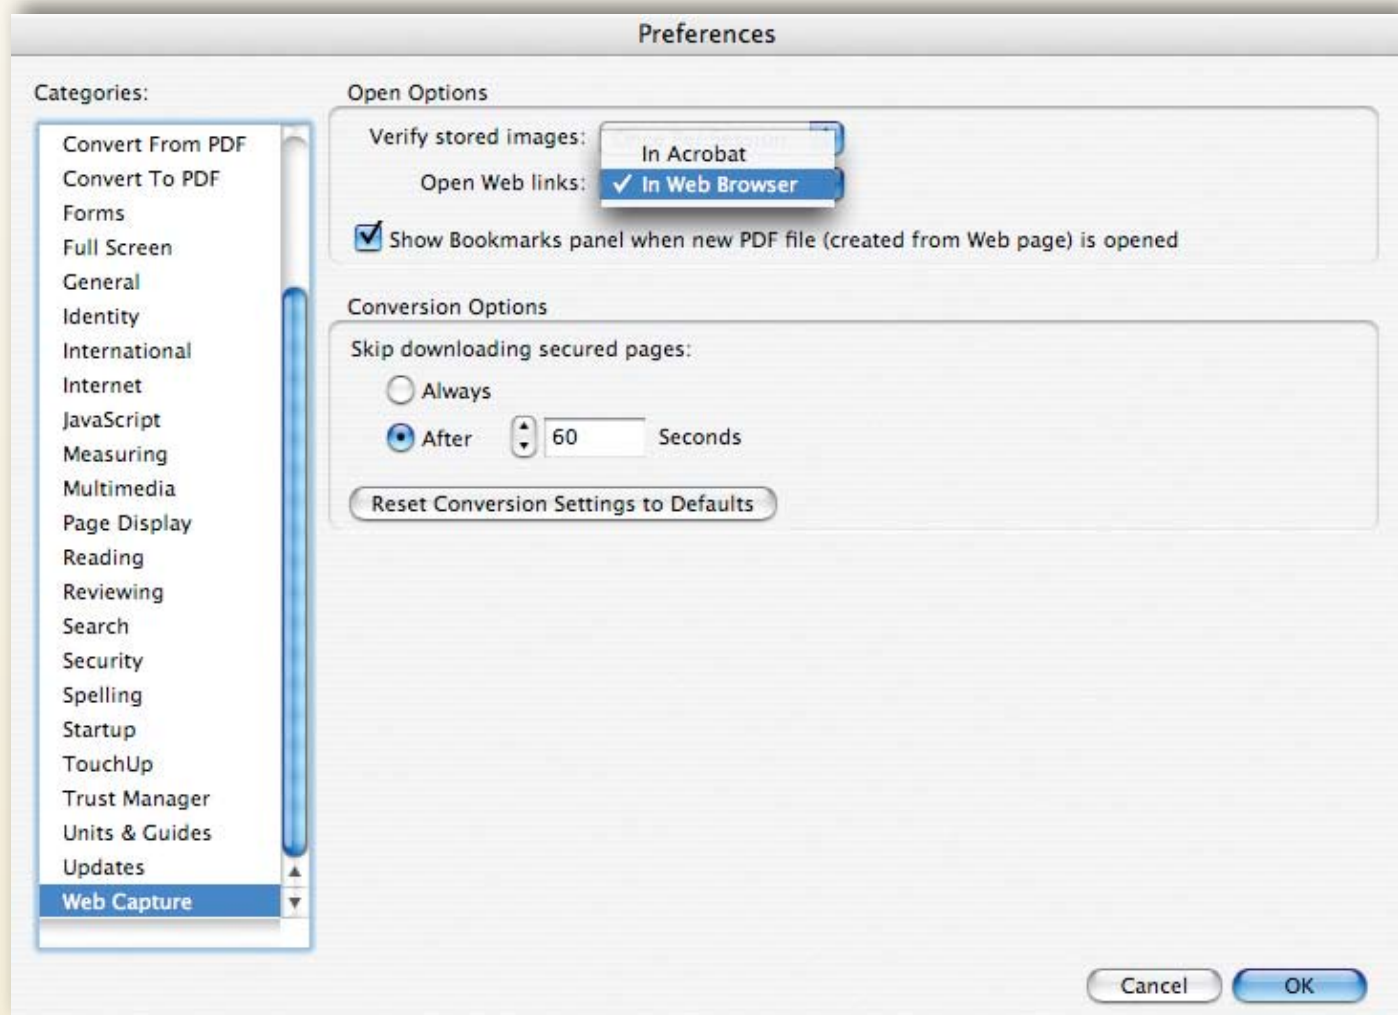 Preferences
Categories:
Convert From PDF
Convert To PDF
Forms
Full Screen
General
Identity
International
Internet
JavaScript
Measuring
Multimedia
Page Display
Reading
Reviewing
Search
Security
Spelling
Startup
TouchUp
Trust Manager
Units & Guides
Updates
Web Capture
Open Options
Verify stored images:
In Acrobat
Open Web links: ✓ In Web Browser
Show Bookmarks panel when new PDF file (created from Web page) is opened
Conversion Options
Skip downloading secured pages:
Always
After 60 Seconds
Reset Conversion Settings to Defaults
Cancel OK